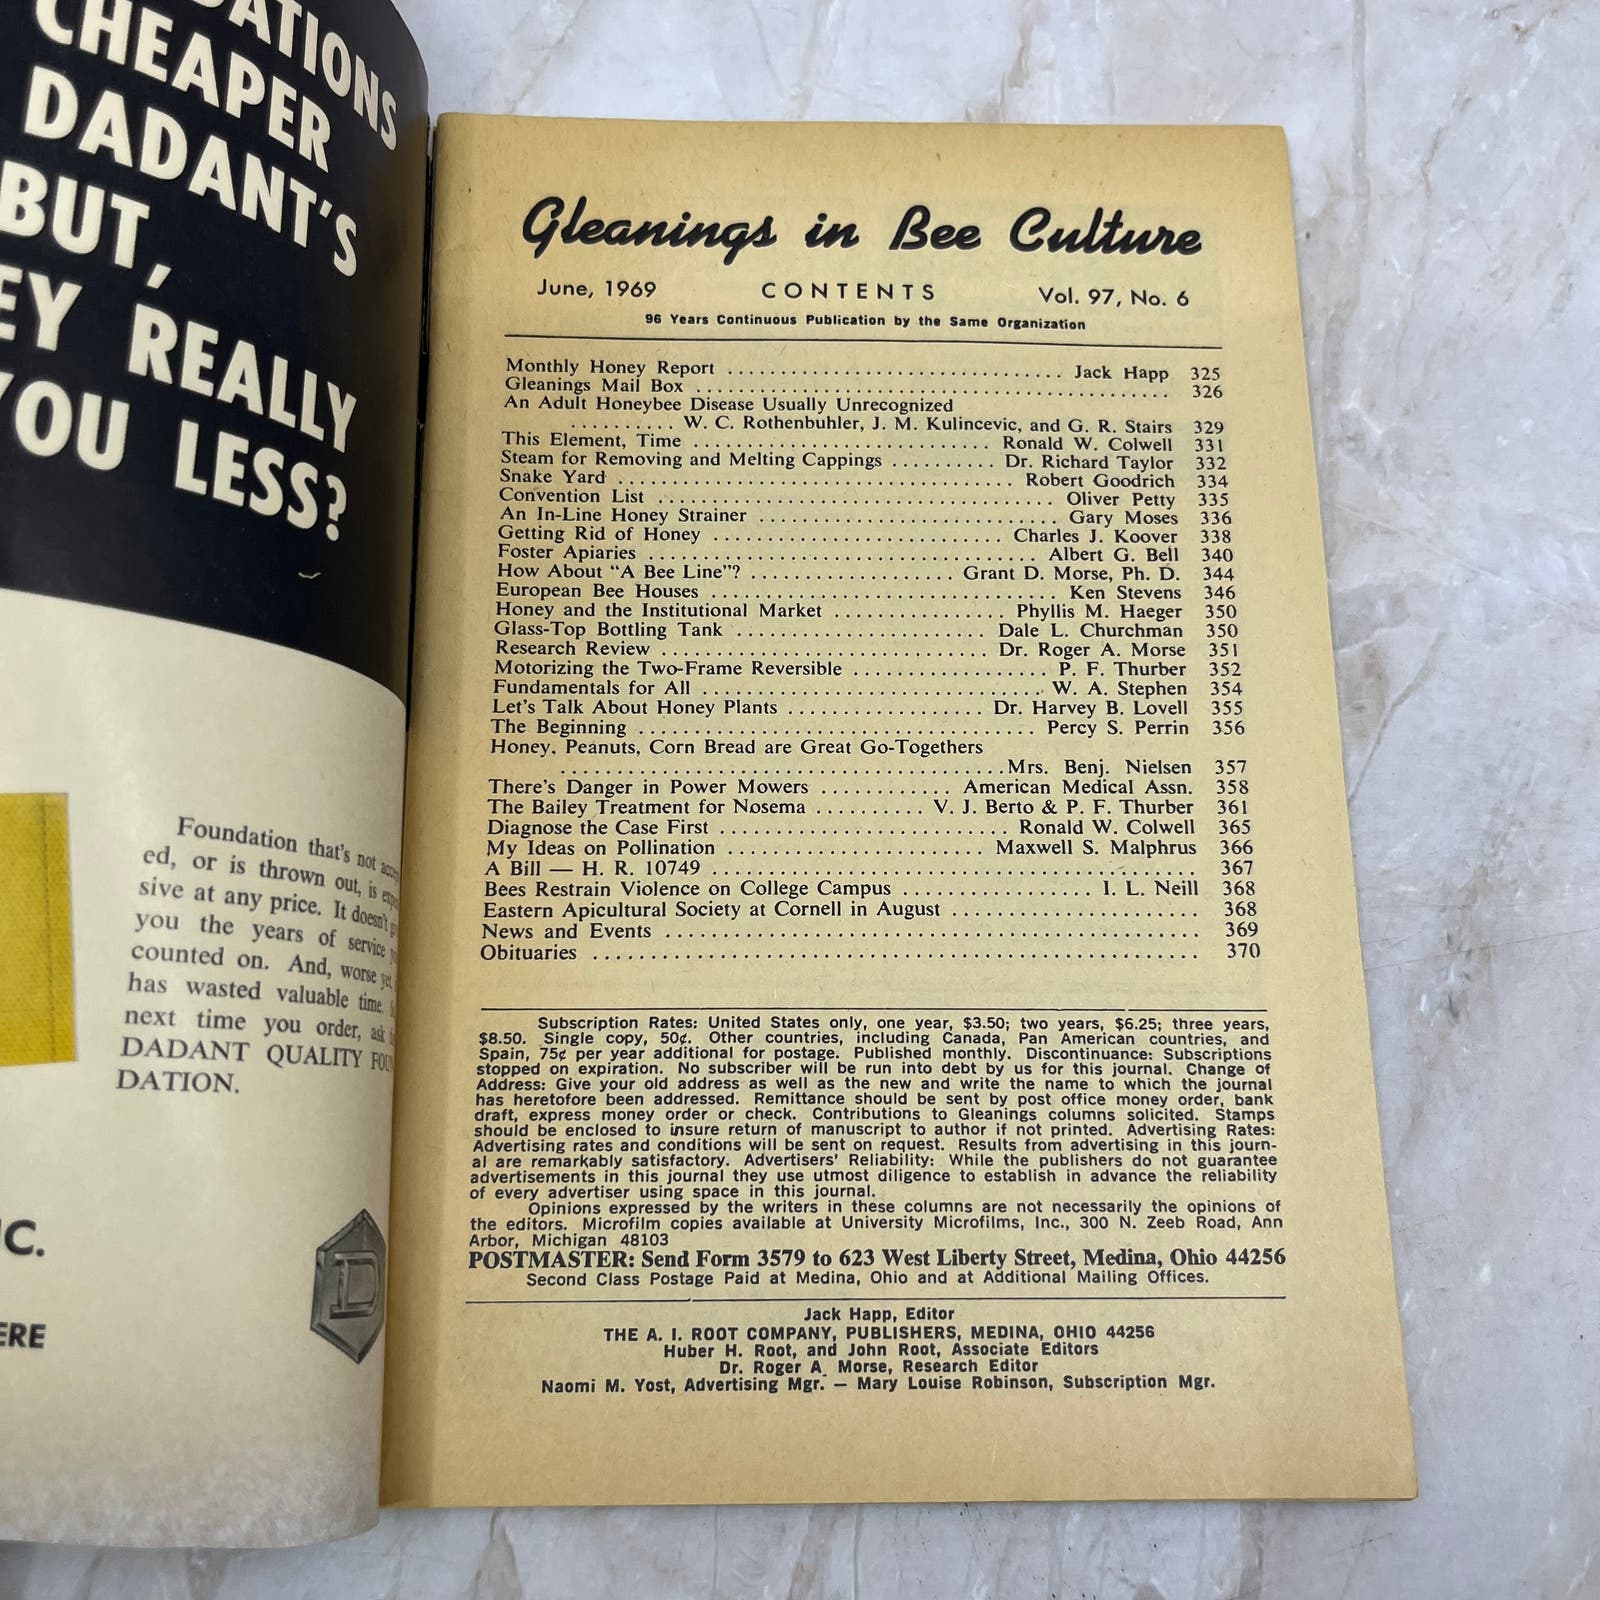 CHEAPER
DADANT'S
BUT,
REALLY
YOU LESS?
Foundation that's not
ed, or is thrown out, is
sive at any price. It doesn't
you the years of service
counted on. And, worse yet,
has wasted valuable time.
next time you order, ask
DADANT QUALITY
DATION.
D
Gleanings in Bee Culture
June, 1969 CONTENTS Vol. 97, No. 6
96 Years Continuous Publication by the Same Organization
Monthly Honey Report ................................ Jack Happ 325
Gleanings Mail Box ................................................ 326
An Adult Honeybee Disease Usually Unrecognized
.......... W. C. Rothenbuhler, J. M. Kulincevic, and G. R. Stairs 329
This Element, Time ............................ Ronald W. Colwell 331
Steam for Removing and Melting Cappings .......... Dr. Richard Taylor 332
Snake Yard ...................................... Robert Goodrich 334
Convention List ...................................... Oliver Petty 335
An In-Line Honey Strainer ............................. Gary Moses 336
Getting Rid of Honey ............................ Charles J. Koover 338
Foster Apiaries ...................................... Albert G. Bell 340
How About "A Bee Line"? ................... Grant D. Morse, Ph. D. 344
European Bee Houses .................................. Ken Stevens 346
Honey and the Institutional Market .............. Phyllis M. Haeger 350
Glass-Top Bottling Tank ........................ Dale L. Churchman 350
Research Review .............................. Dr. Roger A. Morse 351
Motorizing the Two-Frame Reversible .................. P. F. Thurber 352
Fundamentals for All ................................. W. A. Stephen 354
Let's Talk About Honey Plants .................. Dr. Harvey B. Lovell 355
The Beginning ...................................... Percy S. Perrin 356
Honey, Peanuts, Corn Bread are Great Go-Togethers
..........................................Mrs. Benj. Nielsen 357
There's Danger in Power Mowers ............ American Medical Assn. 358
The Bailey Treatment for Nosema .......... V. J. Berto & P. F. Thurber 361
Diagnose the Case First ............................ Ronald W. Colwell 365
My Ideas on Pollination ........................ Maxwell S. Malphrus 366
A Bill — H. R. 10749 .............................................. 367
Bees Restrain Violence on College Campus .................. I. L. Neill 368
Eastern Apicultural Society at Cornell in August ........................ 368
News and Events .................................................. 369
Obituaries ........................................................ 370
Subscription Rates: United States only, one year, $3.50; two years, $6.25; three years,
$8.50. Single copy, 50¢. Other countries, including Canada, Pan American countries, and
Spain, 75¢ per year additional for postage. Published monthly. Discontinuance: Subscriptions
stopped on expiration. No subscriber will be run into debt by us for this journal. Change of
Address: Give your old address as well as the new and write the name to which the journal
has heretofore been addressed. Remittance should be sent by post office money order, bank
draft, express money order or check. Contributions to Gleanings columns solicited. Stamps
should be enclosed to insure return of manuscript to author if not printed. Advertising Rates:
Advertising rates and conditions will be sent on request. Results from advertising in this journ-
al are remarkably satisfactory. Advertisers' Reliability: While the publishers do not guarantee
advertisements in this journal they use utmost diligence to establish in advance the reliability
of every advertiser using space in this journal.
Opinions expressed by the writers in these columns are not necessarily the opinions of
the editors. Microfilm copies available at University Microfilms, Inc., 300 N. Zeeb Road, Ann
Arbor, Michigan 48103
POSTMASTER: Send Form 3579 to 623 West Liberty Street, Medina, Ohio 44256
Second Class Postage Paid at Medina, Ohio and at Additional Mailing Offices.
Jack Happ, Editor
THE A. I. ROOT COMPANY, PUBLISHERS, MEDINA, OHIO 44256
Huber H. Root, and John Root, Associate Editors
Dr. Roger A. Morse, Research Editor
Naomi M. Yost, Advertising Mgr. — Mary Louise Robinson, Subscription Mgr.